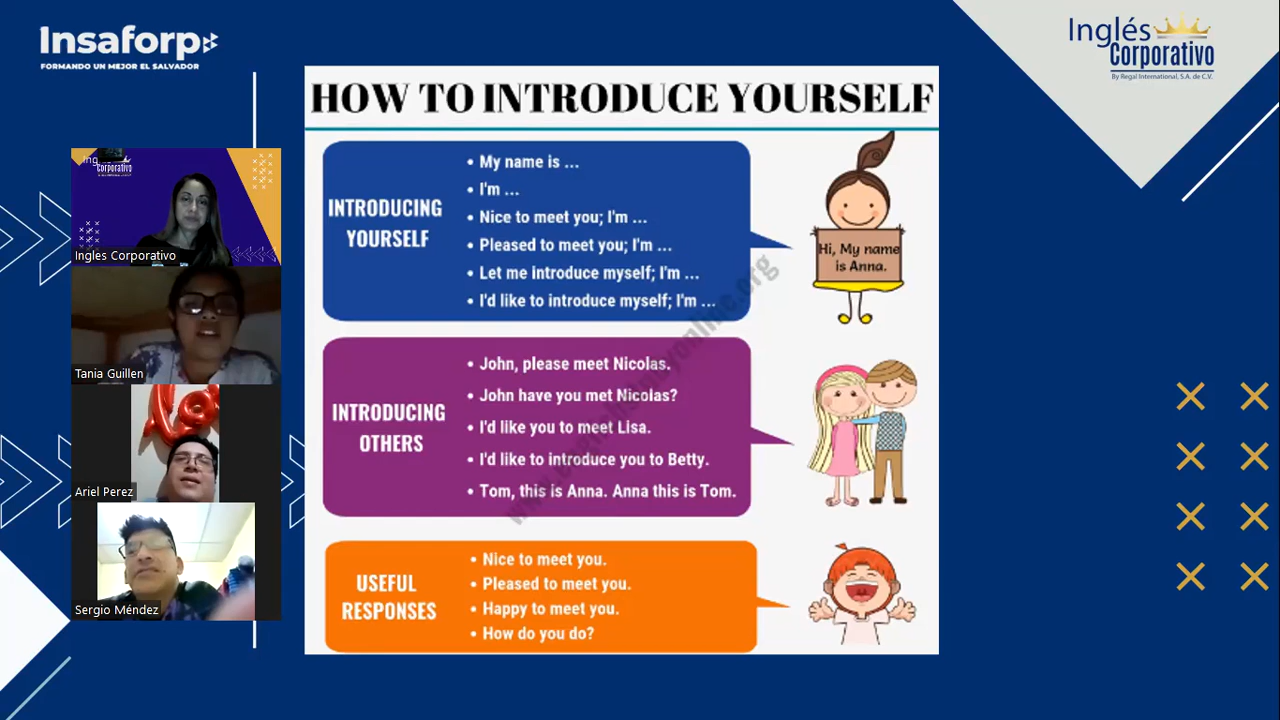 Insaforp
FORMANDO UN MEJOR EL SALVADOR
Inglés
Corporativo
By Regal International, S.A. de C.V.
HOW TO INTRODUCE YOURSELF
INTRODUCING
YOURSELF
• My name is ...
• I'm ...
• Nice to meet you; I'm ...
• Pleased to meet you; I'm ...
• Let me introduce myself; I'm ...
• I'd like to introduce myself; I'm ...
Hi, My name
is Anna.
INTRODUCING
OTHERS
• John, please meet Nicolas.
• John have you met Nicolas?
• I'd like you to meet Lisa.
• I'd like to introduce you to Betty.
• Tom, this is Anna. Anna this is Tom.
USEFUL
RESPONSES
• Nice to meet you.
• Pleased to meet you.
• Happy to meet you.
• How do you do?
Ing
Corporativo
Ingles Corporativo
Tania Guillen
Ariel Perez
Sergio Méndez